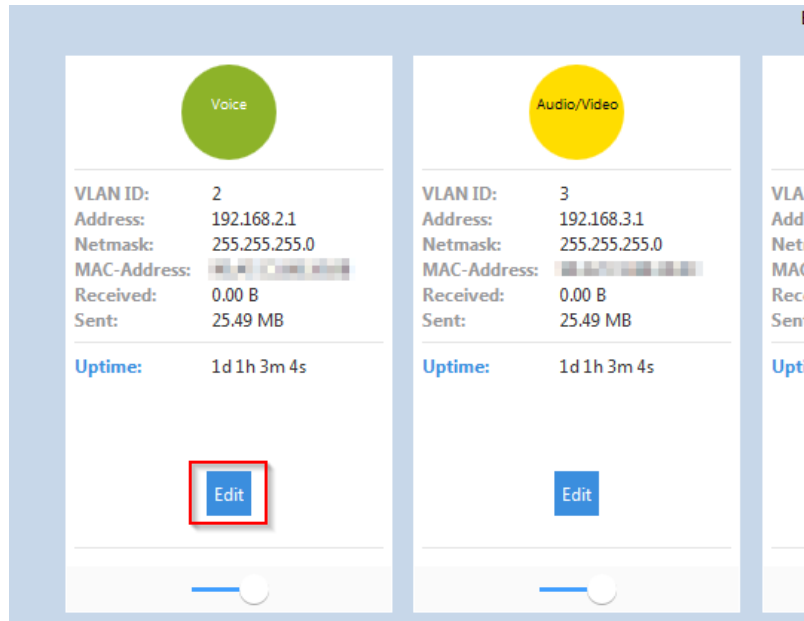 Voice
VLAN ID: 2
Address: 192.168.2.1
Netmask: 255.255.255.0
MAC-Address:
Received: 0.00 B
Sent: 25.49 MB
Uptime: 1d 1h 3m 4s
Edit
Audio/Video
VLAN ID: 3
Address: 192.168.3.1
Netmask: 255.255.255.0
MAC-Address:
Received: 0.00 B
Sent: 25.49 MB
Uptime: 1d 1h 3m 4s
Edit